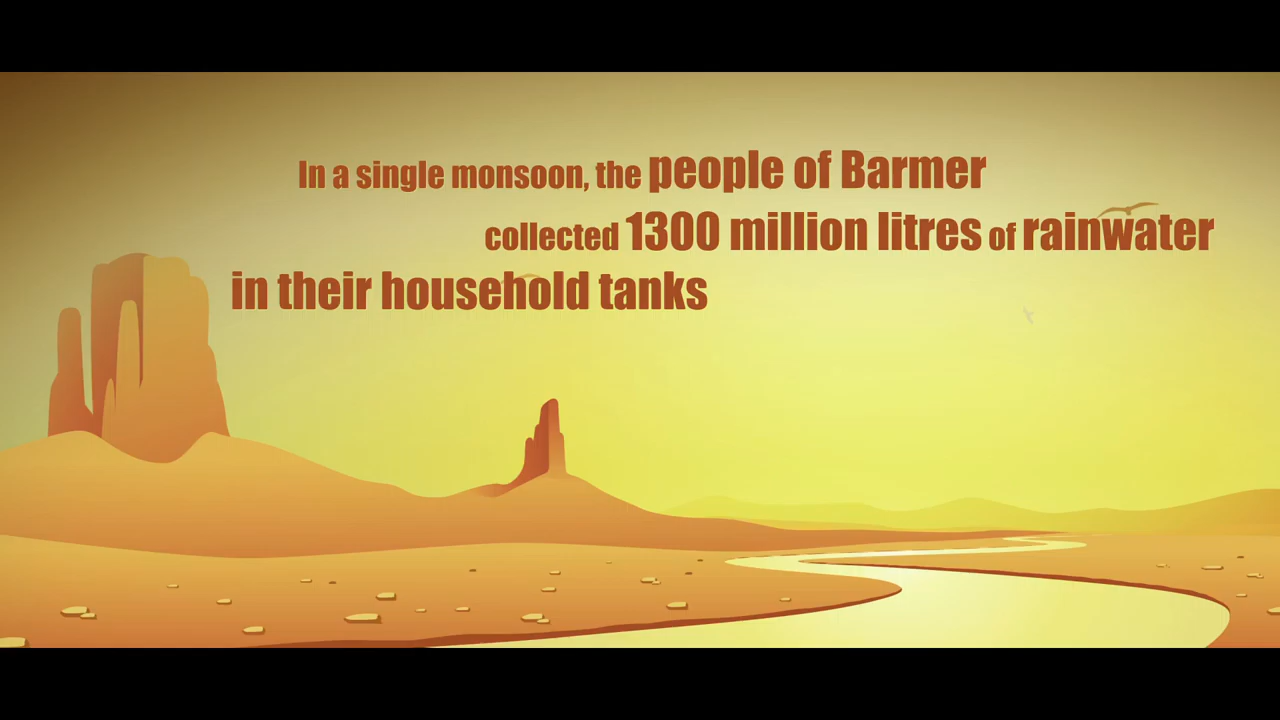 In a single monsoon, the people of Barmer
collected 1300 million litres of rainwater
in their household tanks